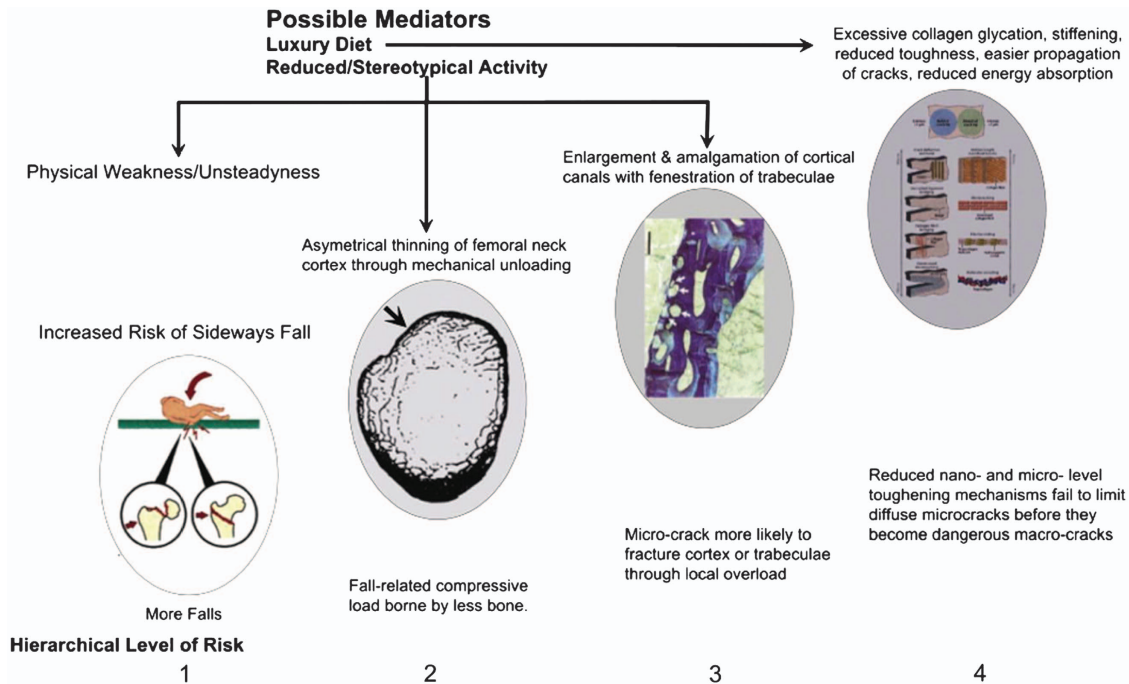 Possible Mediators
Luxury Diet
Reduced/Stereotypical Activity
Excessive collagen glycation, stiffening,
reduced toughness, easier propagation
of cracks, reduced energy absorption
Physical Weakness/Unsteadyness
Enlargement & amalgamation of cortical
canals with fenestration of trabeculae
Asymetrical thinning of femoral neck
cortex through mechanical unloading
Increased Risk of Sideways Fall
Reduced nano- and micro- level
toughening mechanisms fail to limit
diffuse microcracks before they
become dangerous macro-cracks
Micro-crack more likely to
fracture cortex or trabeculae
through local overload
Fall-related compressive
load borne by less bone.
More Falls
Hierarchical Level of Risk
1
2
3
4